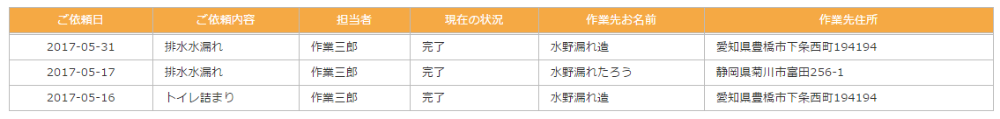 ご依頼日 ご依頼内容 担当者 現在の状況 作業先お名前 作業先住所
2017-05-31 排水水漏れ 作業三郎 完了 水野漏れ造 愛知県豊橋市下条西町194194
2017-05-17 排水水漏れ 作業三郎 完了 水野漏れたろう 静岡県菊川市富田256-1
2017-05-16 トイレ詰まり 作業三郎 完了 水野漏れ造 愛知県豊橋市下条西町194194